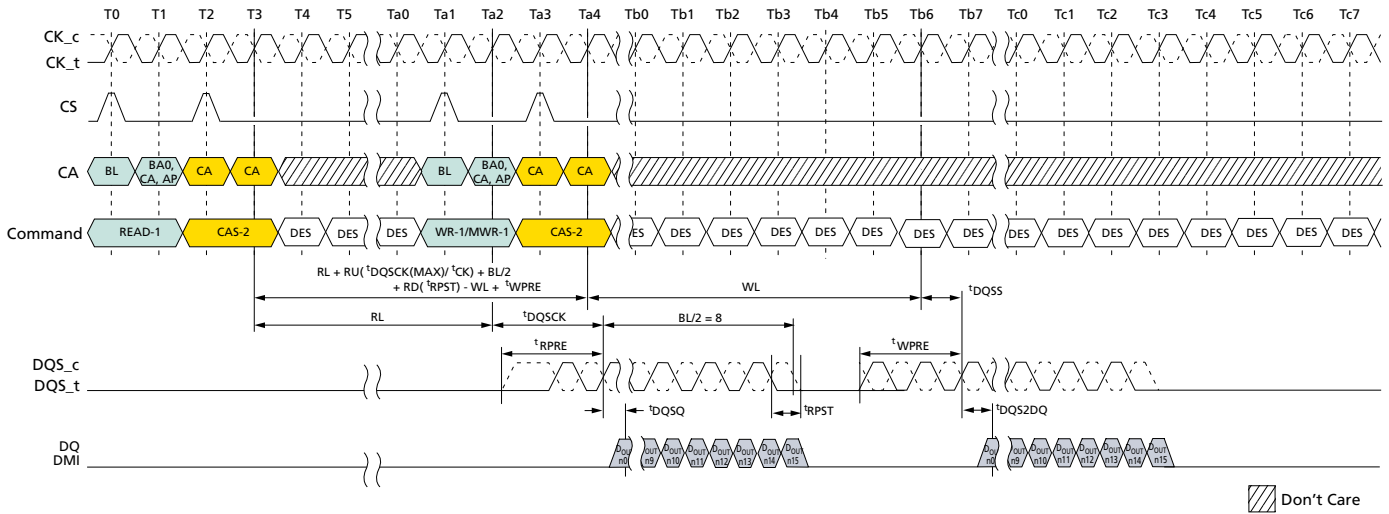 T0 T1 T2 T3 T4 T5 Ta0 Ta1 Ta2 Ta3 Ta4 Tb0 Tb1 Tb2 Tb3 Tb4 Tb5 Tb6 Tb7 Tc0 Tc1 Tc2 Tc3 Tc4 Tc5 Tc6 Tc7
CK_c
CK_t
CS
CA BL BA0, CA, AP CA CA BL BA0, CA, AP CA CA
Command READ-1 CAS-2 DES DES DES WR-1/MWR-1 CAS-2 ES DES DES DES DES DES DES DES DES DES DES DES DES DES DES DES
RL + RU( tDQSCK(MAX)/ tCK) + BL/2
+ RD( tRPST) - WL + tWPRE
WL
tDQSS
RL
tDQSCK
BL/2 = 8
tRPRE
tWPRE
DQS_c
DQS_t
tDQSQ
tRPST
tDQS2DQ
DQ
DMI
DOUT n0 DOUT n9 DOUT n10 DOUT n11 DOUT n12 DOUT n13 DOUT n14 DOUT n15
DOUT n0 DOUT n9 DOUT n10 DOUT n11 DOUT n12 DOUT n13 DOUT n14 DOUT n15
Don't Care